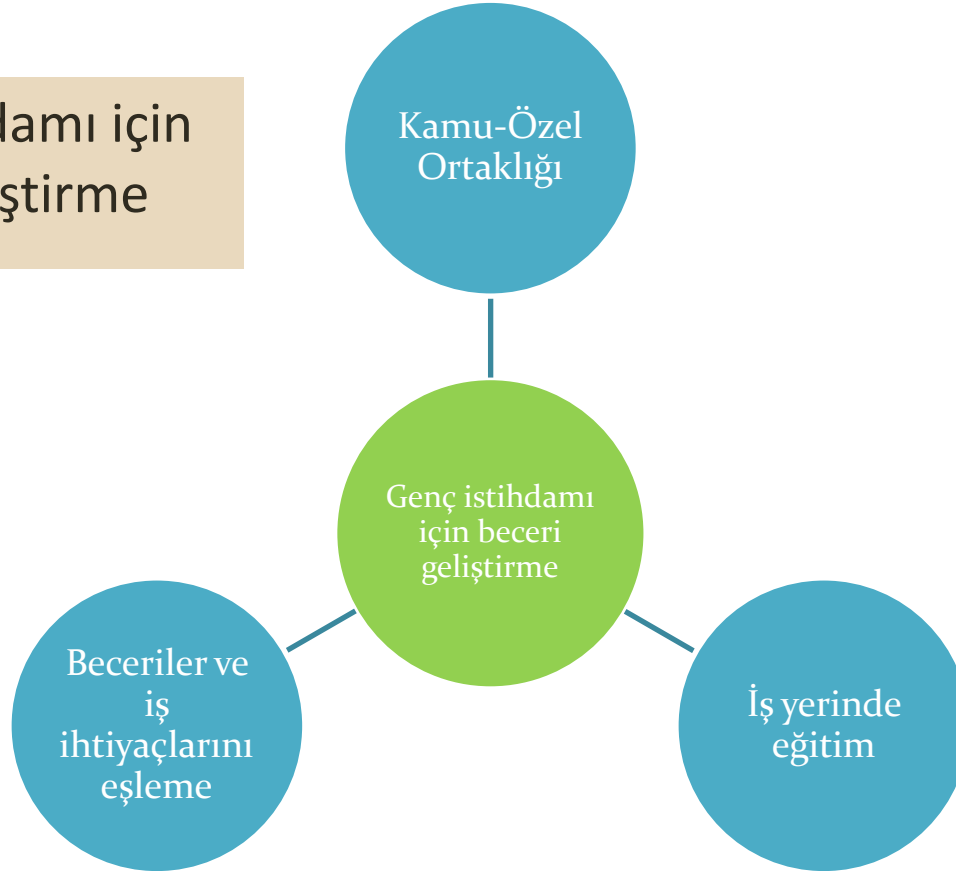 damı için
ştirme
Kamu-Özel
Ortaklığı
Genç istihdamı
için beceri
geliştirme
Beceriler ve
iş
ihtiyaçlarını
eşleme
İş yerinde
eğitim